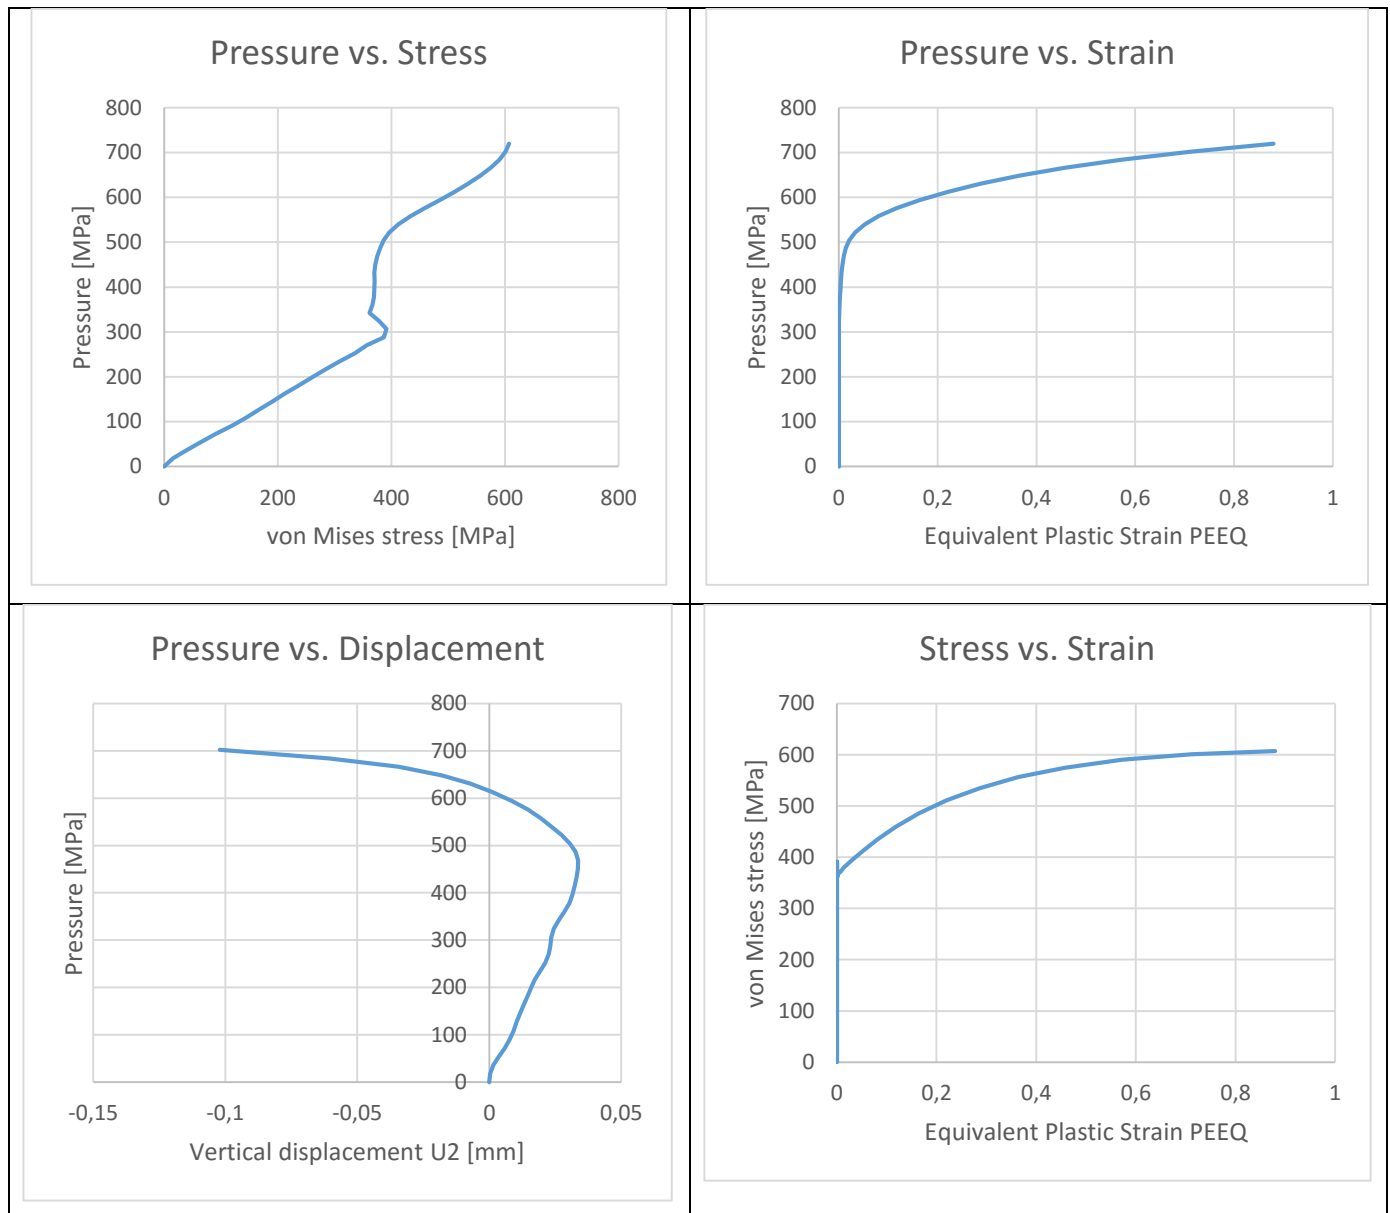 Pressure vs. Stress
800
700
600
500
400
300
200
100
0
0 200 400 600 800
Pressure [MPa]
von Mises stress [MPa]
Pressure vs. Strain
800
700
600
500
400
300
200
100
0
0 0,2 0,4 0,6 0,8 1
Pressure [MPa]
Equivalent Plastic Strain PEEQ
Pressure vs. Displacement
800
700
600
500
400
300
200
100
0
-0,15 -0,1 -0,05 0 0,05
Pressure [MPa]
Vertical displacement U2 [mm]
Stress vs. Strain
700
600
500
400
300
200
100
0
0 0,2 0,4 0,6 0,8 1
von Mises stress [MPa]
Equivalent Plastic Strain PEEQ